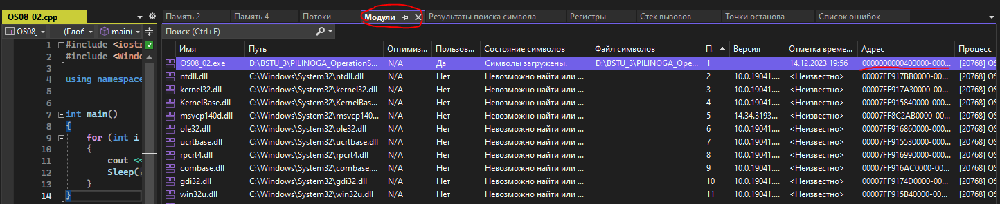 OS08_02.cpp
Память 2 Память 4 Потоки Модули Результаты поиска символа Регистры Стек вызовов Точки останова Список ошибок
OS08_ (Глоб main(
Поиск (Ctrl+E)
Имя Путь Оптимиз... Пользов... Состояние символов Файл символов П Версия Отметка време... Адрес Процесс
OS08_02.exe D:\BSTU_3\PILINOGA_OperationS... N/A Да Символы загружены. D:\BSTU_3\PILINOGA_Ope... 1 14.12.2023 19:56 0000000000400000-000... [20768] OS
ntdll.dll C:\Windows\System32\ntdll.dll N/A Нет Невозможно найти или ... 2 10.0.19041.... <Неизвестно> 00007FF917BB0000-00... [20768] OS
kernel32.dll C:\Windows\System32\kernel32.dll N/A Нет Невозможно найти или ... 3 10.0.19041.... <Неизвестно> 00007FF917A30000-00... [20768] OS
KernelBase.dll C:\Windows\System32\KernelBas... N/A Нет Невозможно найти или ... 4 10.0.19041.... <Неизвестно> 00007FF915840000-00... [20768] OS
msvcp140d.dll C:\Windows\System32\msvcp140... N/A Нет Невозможно найти или ... 5 14.34.3193... <Неизвестно> 00007FF8C2AB0000-00... [20768] OS
ole32.dll C:\Windows\System32\ole32.dll N/A Нет Невозможно найти или ... 6 10.0.19041.... <Неизвестно> 00007FF916860000-00... [20768] OS
ucrtbase.dll C:\Windows\System32\ucrtbase.dll N/A Нет Невозможно найти или ... 7 10.0.19041.... <Неизвестно> 00007FF915530000-00... [20768] OS
rpcrt4.dll C:\Windows\System32\rpcrt4.dll N/A Нет Невозможно найти или ... 8 10.0.19041.... <Неизвестно> 00007FF916990000-00... [20768] OS
combase.dll C:\Windows\System32\combase.... N/A Нет Невозможно найти или ... 9 10.0.19041.... <Неизвестно> 00007FF916AC0000-00... [20768] OS
gdi32.dll C:\Windows\System32\gdi32.dll N/A Нет Невозможно найти или ... 10 10.0.19041.... <Неизвестно> 00007FF9174D0000-00... [20768] OS
win32u.dll C:\Windows\System32\win32u.dll N/A Нет Невозможно найти или ... 11 10.0.19041.... <Неизвестно> 00007FF915B40000-00... [20768] OS
1 #include <iostr
2 #include <Windo
3
4 using namespace
5
6
7 int main()
8 {
9 for (int i
10 {
11 cout <<
12 Sleep(
13 }
14 }